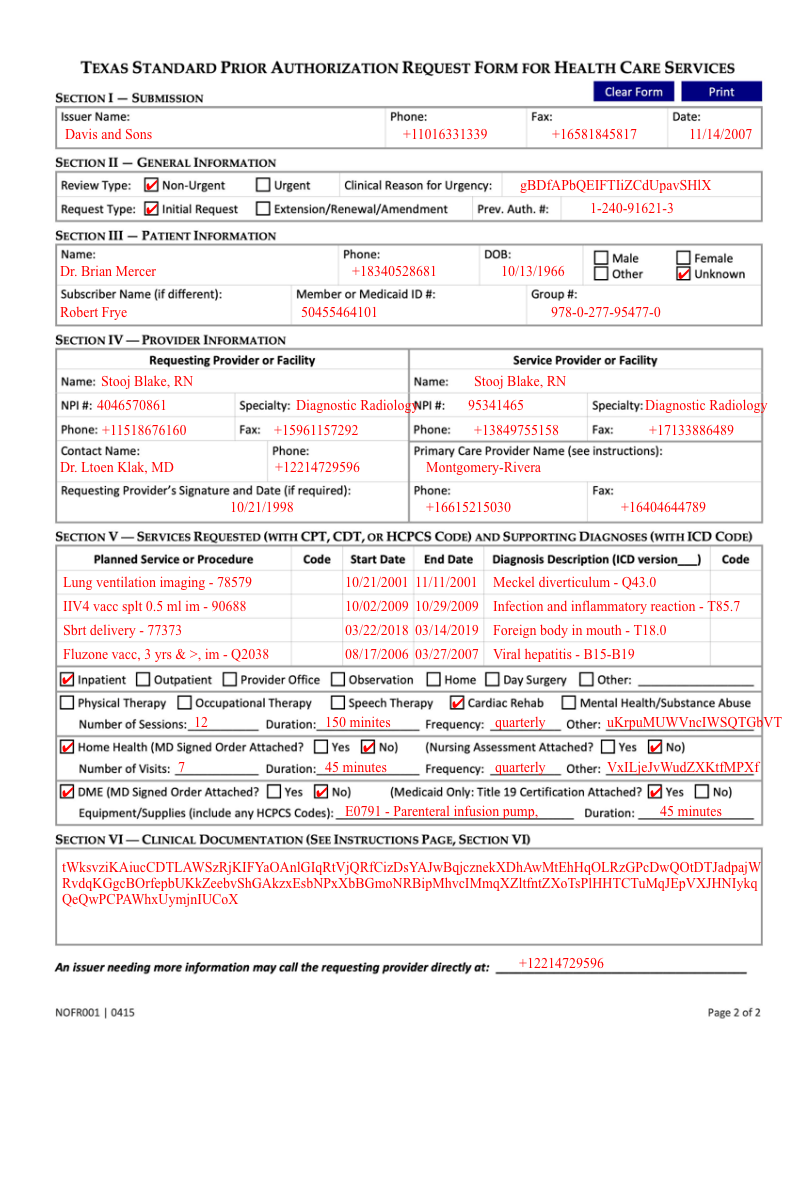 TEXAS STANDARD PRIOR AUTHORIZATION REQUEST FORM FOR HEALTH CARE SERVICES
Clear Form Print
SECTION I — SUBMISSION
Issuer Name: Phone: Fax: Date:
Davis and Sons +11016331339 +16581845817 11/14/2007
SECTION II — GENERAL INFORMATION
Review Type: Non-Urgent Urgent Clinical Reason for Urgency: gBDfAPbQEIFTIiZCdUpavSHlX
Request Type: Initial Request Extension/Renewal/Amendment Prev. Auth. #: 1-240-91621-3
SECTION III — PATIENT INFORMATION
Name: Phone: DOB: Male Female
Dr. Brian Mercer +18340528681 10/13/1966 Other Unknown
Subscriber Name (if different): Member or Medicaid ID #: Group #:
Robert Frye 50455464101 978-0-277-95477-0
SECTION IV — PROVIDER INFORMATION
Requesting Provider or Facility Service Provider or Facility
Name: Stooj Blake, RN Name: Stooj Blake, RN
NPI #: 4046570861 Specialty: Diagnostic Radiology NPI #: 95341465 Specialty: Diagnostic Radiology
Phone: +11518676160 Fax: +15961157292 Phone: +13849755158 Fax: +17133886489
Contact Name: Phone: Primary Care Provider Name (see instructions):
Dr. Ltoen Klak, MD +12214729596 Montgomery-Rivera
Requesting Provider's Signature and Date (if required): Phone: Fax:
10/21/1998 +16615215030 +16404644789
SECTION V — SERVICES REQUESTED (WITH CPT, CDT, OR HCPCS CODE) AND SUPPORTING DIAGNOSES (WITH ICD CODE)
Planned Service or Procedure Code Start Date End Date Diagnosis Description (ICD version___) Code
Lung ventilation imaging - 78579 10/21/2001 11/11/2001 Meckel diverticulum - Q43.0
IIV4 vacc splt 0.5 ml im - 90688 10/02/2009 10/29/2009 Infection and inflammatory reaction - T85.7
Sbrt delivery - 77373 03/22/2018 03/14/2019 Foreign body in mouth - T18.0
Fluzone vacc, 3 yrs & >, im - Q2038 08/17/2006 03/27/2007 Viral hepatitis - B15-B19
Inpatient Outpatient Provider Office Observation Home Day Surgery Other:
Physical Therapy Occupational Therapy Speech Therapy Cardiac Rehab Mental Health/Substance Abuse
Number of Sessions: 12 Duration: 150 minites Frequency: quarterly Other: uKrpuMUWVncIWSQTGbVT
Home Health (MD Signed Order Attached? Yes No) (Nursing Assessment Attached? Yes No)
Number of Visits: 7 Duration: 45 minutes Frequency: quarterly Other: VxILjeJvWudZXKtfMPXf
DME (MD Signed Order Attached? Yes No) (Medicaid Only: Title 19 Certification Attached? Yes No)
Equipment/Supplies (include any HCPCS Codes): E0791 - Parenteral infusion pump, Duration: 45 minutes
SECTION VI — CLINICAL DOCUMENTATION (SEE INSTRUCTIONS PAGE, SECTION VI)
tWksvziKAiucCDTLAWSzRjKIFYaOAnlGIqRtVjQRfCizDsYAJwBqjcznekXDhAwMtEhHqOLRzGPcDwQOtDTJadpajW
RvdqKGgcBOrfepbUKkZeebvShGAkzxEsbNPxXbBGmoNRBipMhvcIMmqXZltfntZXoTsPlHHTCTuMqJEpVXJHNIykq
QeQwPCPAWhxUymjnIUCoX
An issuer needing more information may call the requesting provider directly at: +12214729596
NOFR001 | 0415 Page 2 of 2